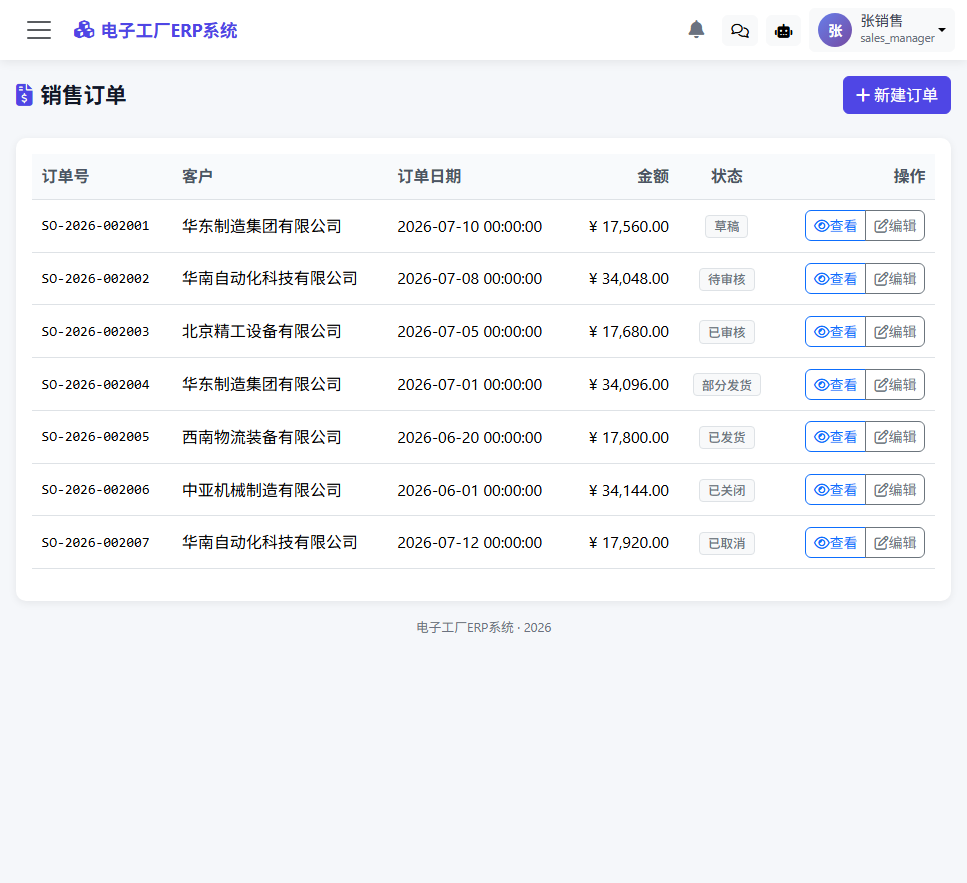 电子工厂ERP系统
张 张销售
sales_manager
销售订单
新建订单
订单号 客户 订单日期 金额 状态 操作
SO-2026-002001 华东制造集团有限公司 2026-07-10 00:00:00 ¥ 17,560.00 草稿 查看 编辑
SO-2026-002002 华南自动化科技有限公司 2026-07-08 00:00:00 ¥ 34,048.00 待审核 查看 编辑
SO-2026-002003 北京精工设备有限公司 2026-07-05 00:00:00 ¥ 17,680.00 已审核 查看 编辑
SO-2026-002004 华东制造集团有限公司 2026-07-01 00:00:00 ¥ 34,096.00 部分发货 查看 编辑
SO-2026-002005 西南物流装备有限公司 2026-06-20 00:00:00 ¥ 17,800.00 已发货 查看 编辑
SO-2026-002006 中亚机械制造有限公司 2026-06-01 00:00:00 ¥ 34,144.00 已关闭 查看 编辑
SO-2026-002007 华南自动化科技有限公司 2026-07-12 00:00:00 ¥ 17,920.00 已取消 查看 编辑
电子工厂ERP系统 · 2026